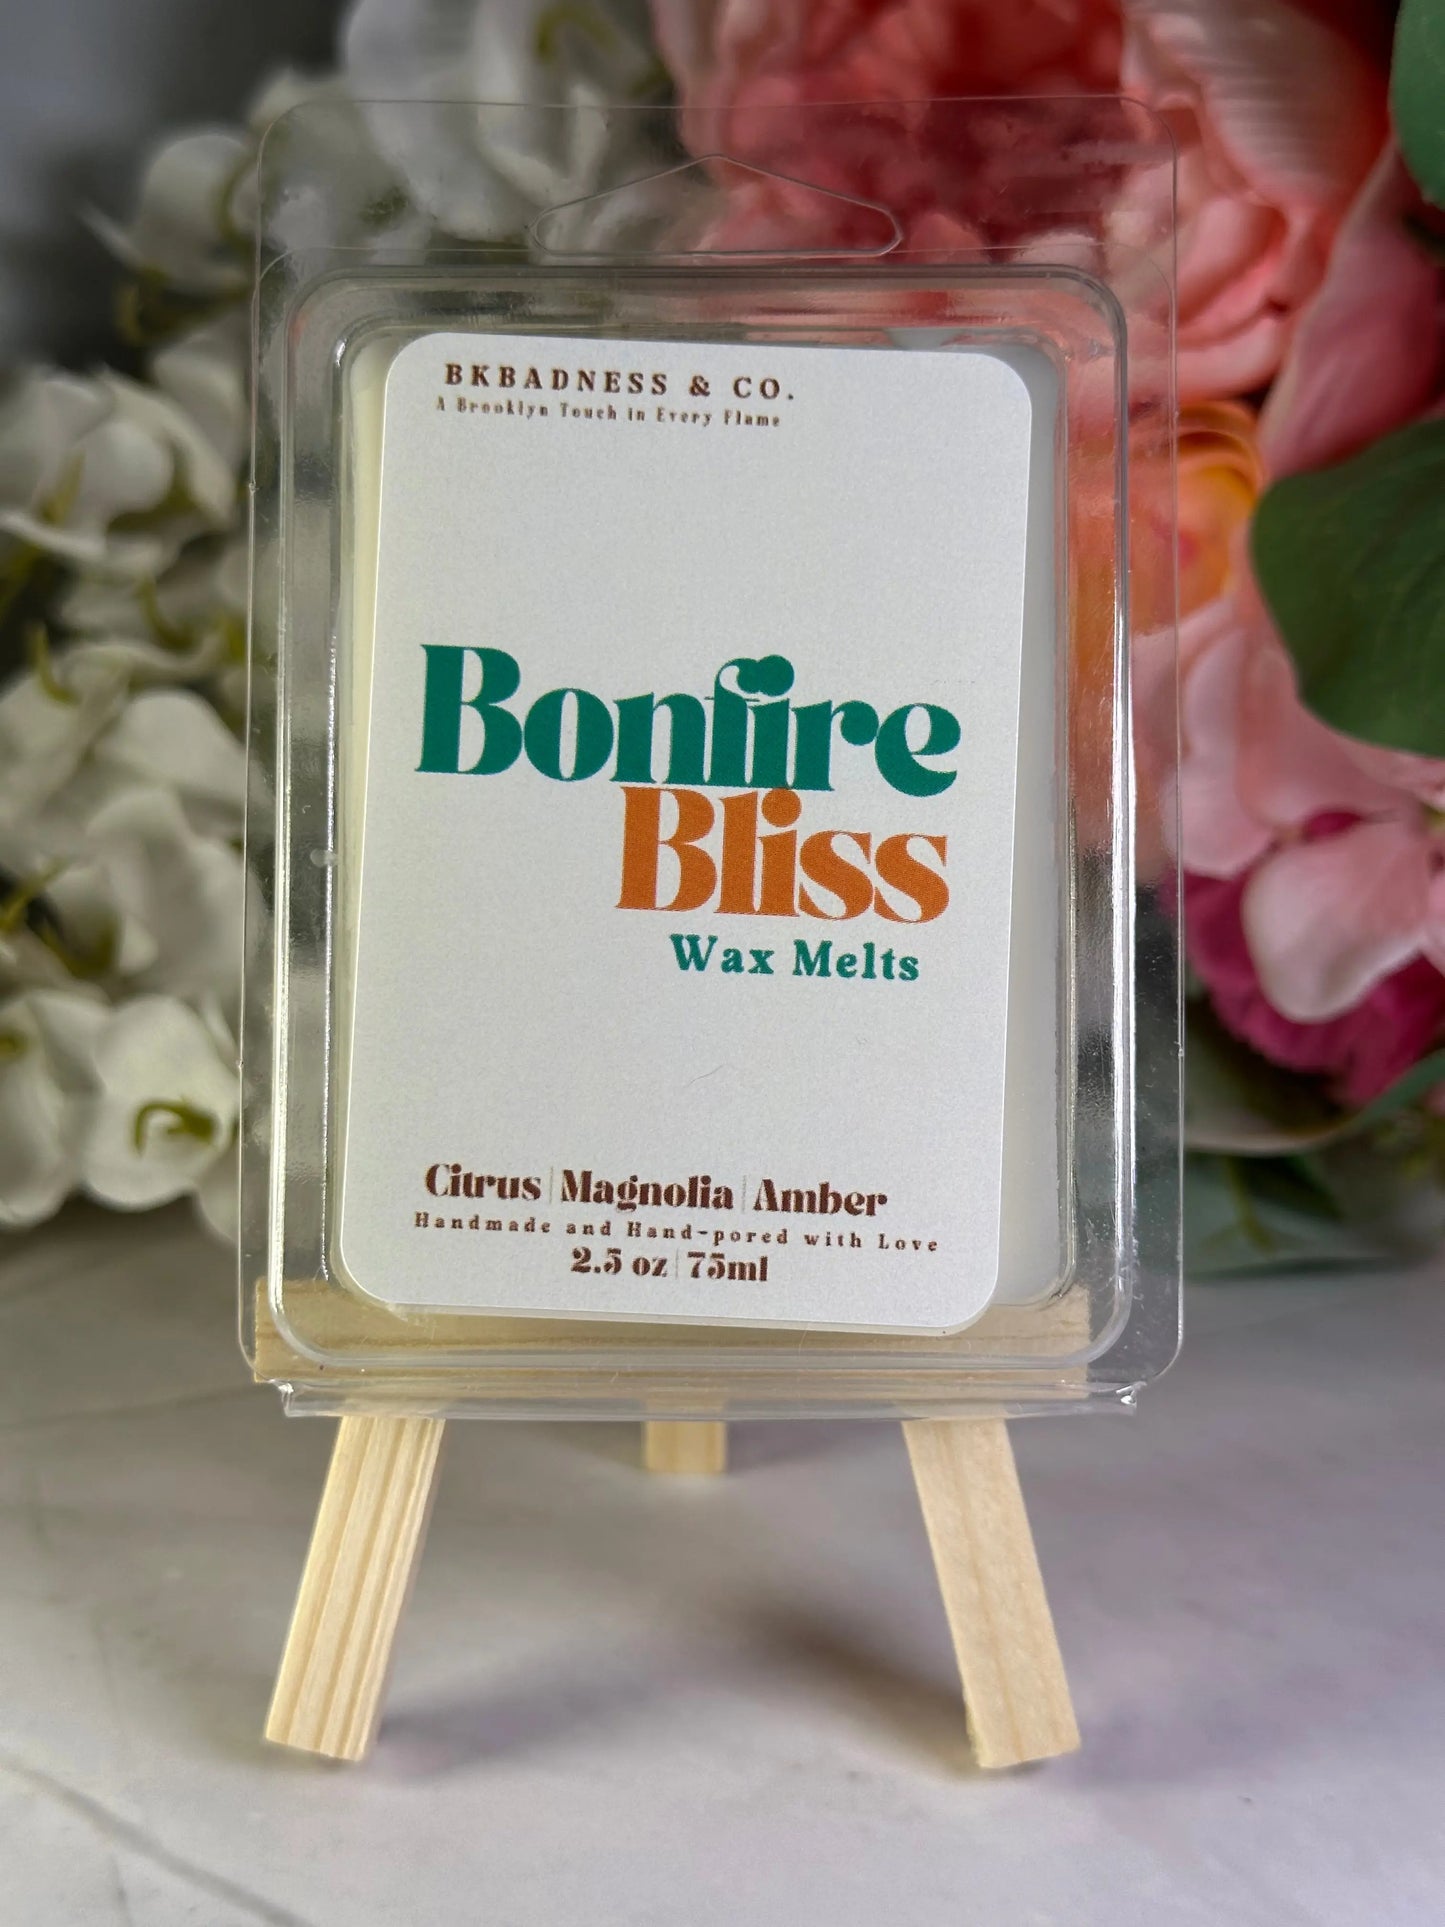 BKBADNESS & CO.
A Brooklyn Touch in Every Flame
Bonfire
Bliss
Wax Melts
Citrus | Magnolia | Amber
Handmade and Hand-pored with Love
2.5 oz | 75ml